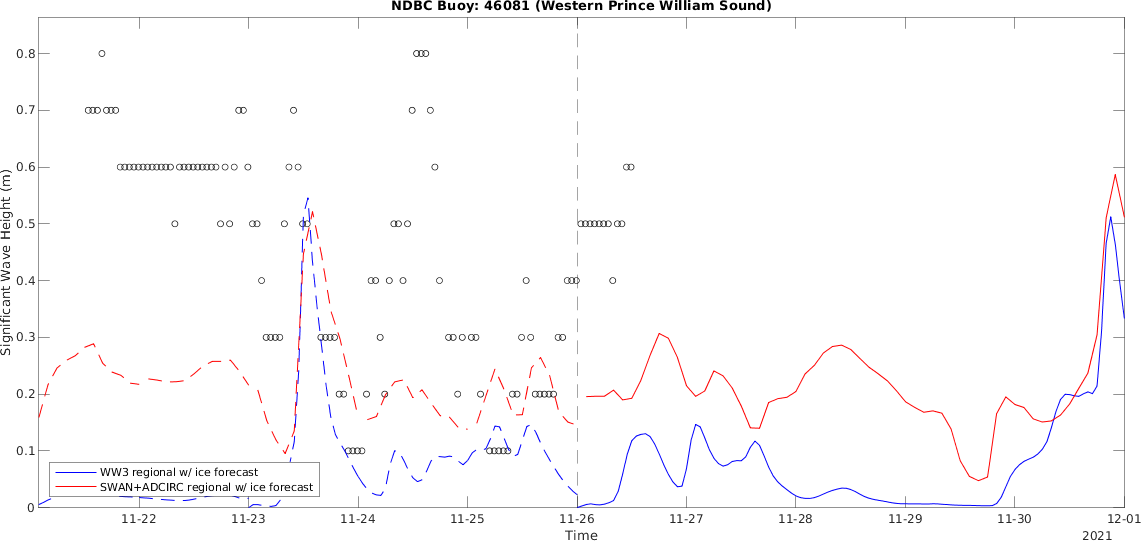 NDBC Buoy: 46081 (Western Prince William Sound)
Significant Wave Height (m)
0.8
0.7
0.6
0.5
0.4
0.3
0.2
0.1
0
WW3 regional w/ ice forecast
SWAN+ADCIRC regional w/ ice forecast
11-22 11-23 11-24 11-25 11-26 11-27 11-28 11-29 11-30 12-01
Time
2021